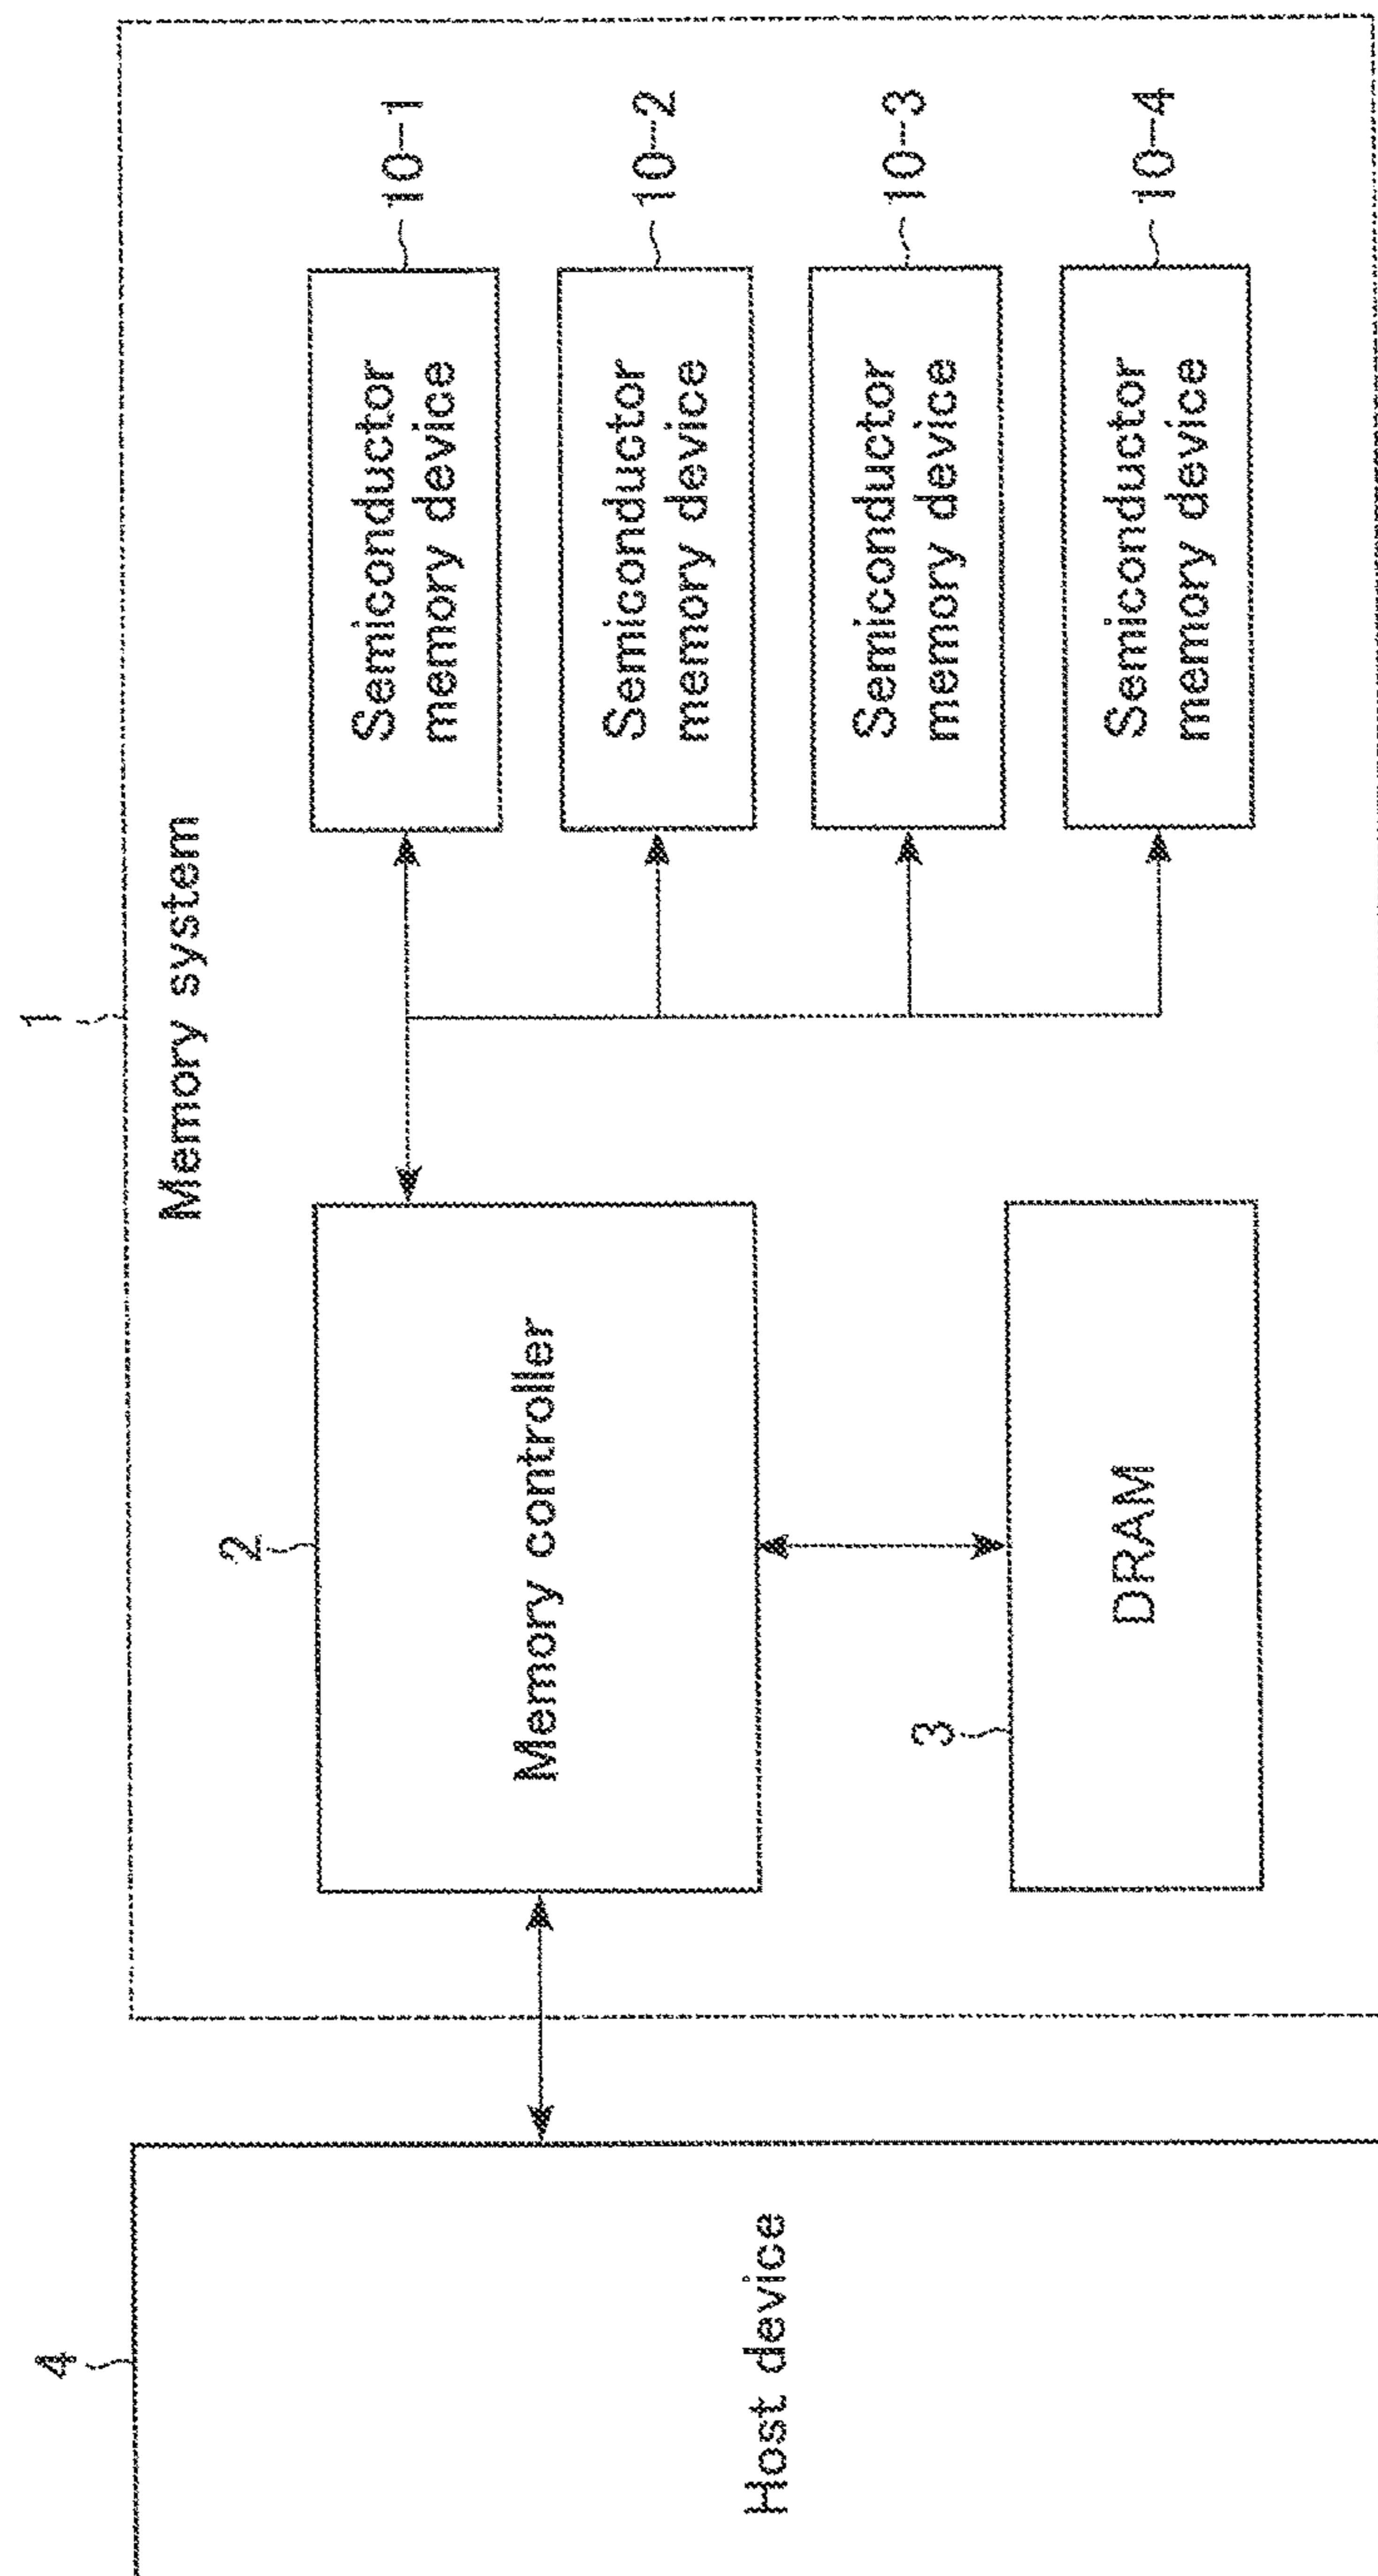 1
Memory system
4
Host device
2
Memory controller
3
DRAM
Semiconductor
memory device
10-1
Semiconductor
memory device
10-2
Semiconductor
memory device
10-3
Semiconductor
memory device
10-4